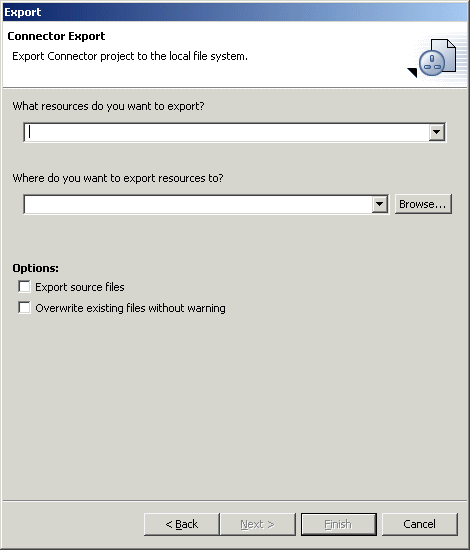 Export
Connector Export
Export Connector project to the local file system.
What resources do you want to export?
Where do you want to export resources to?
Browse...
Options:
Export source files
Overwrite existing files without warning
< Back
Next >
Finish
Cancel